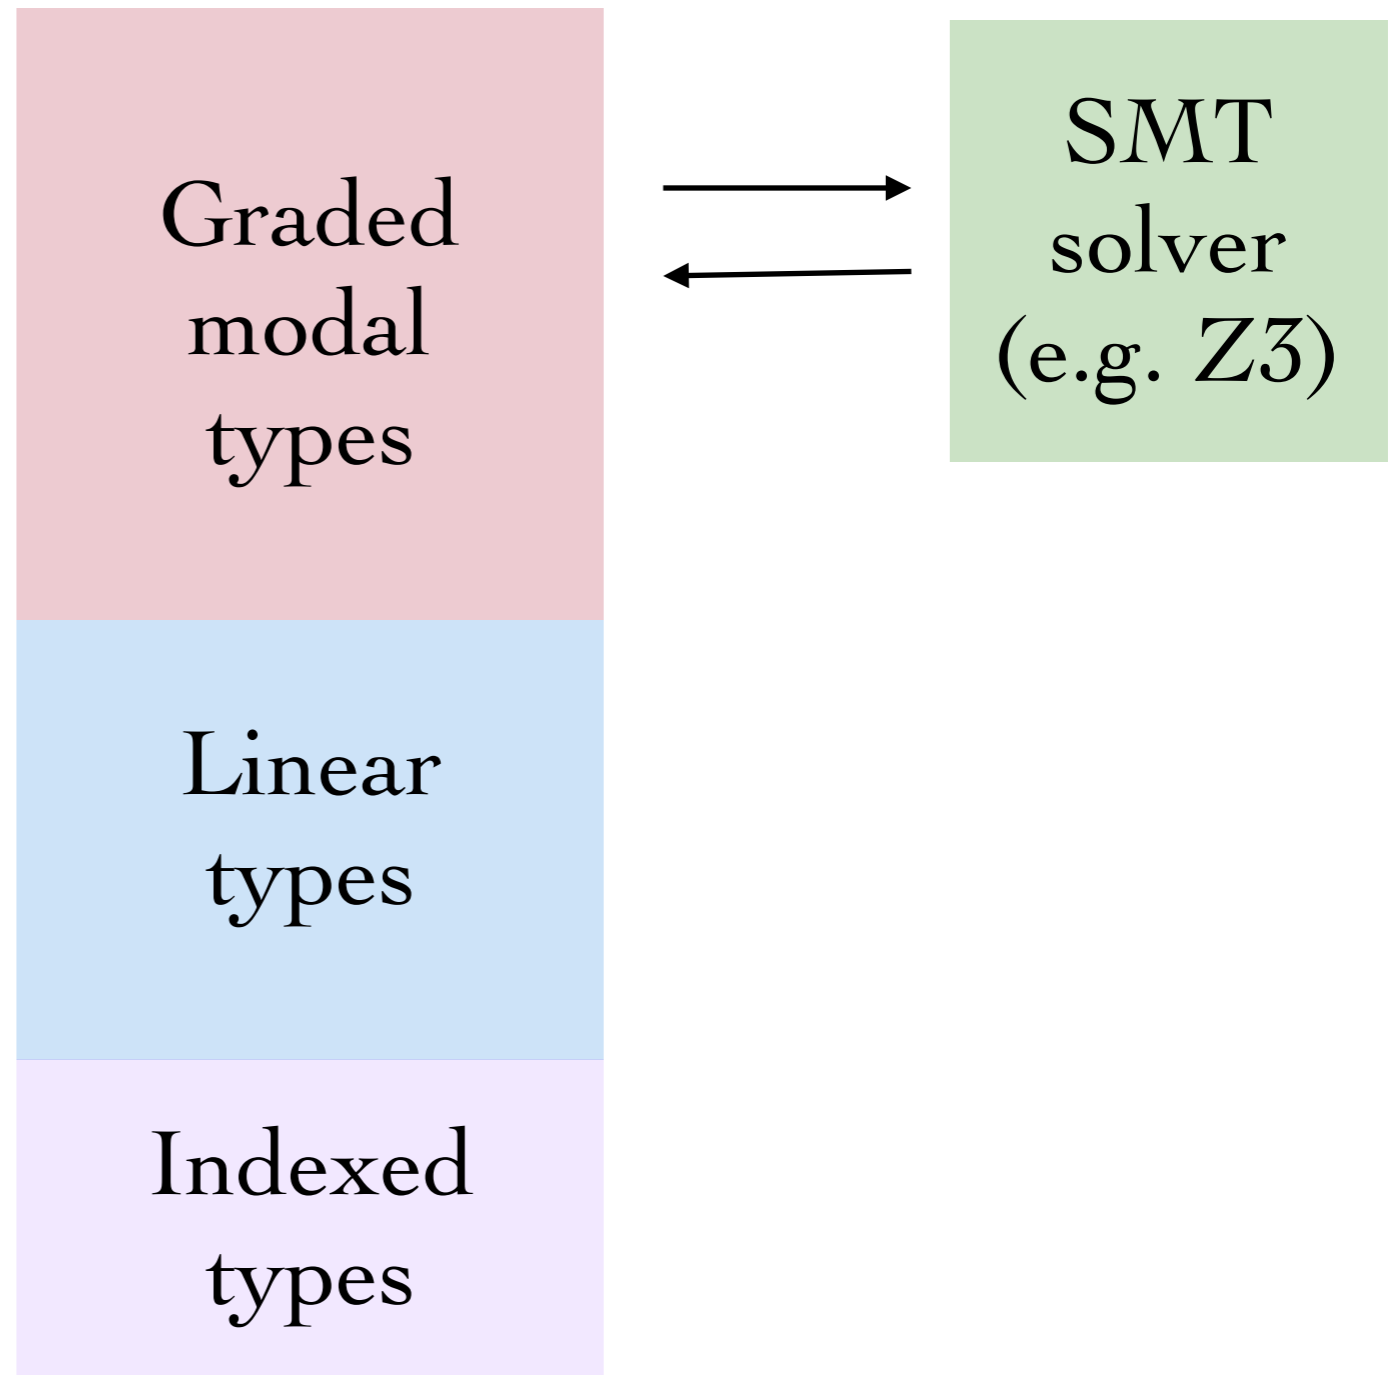 Graded
modal
types
SMT
solver
(e.g. Z3)
Linear
types
Indexed
types